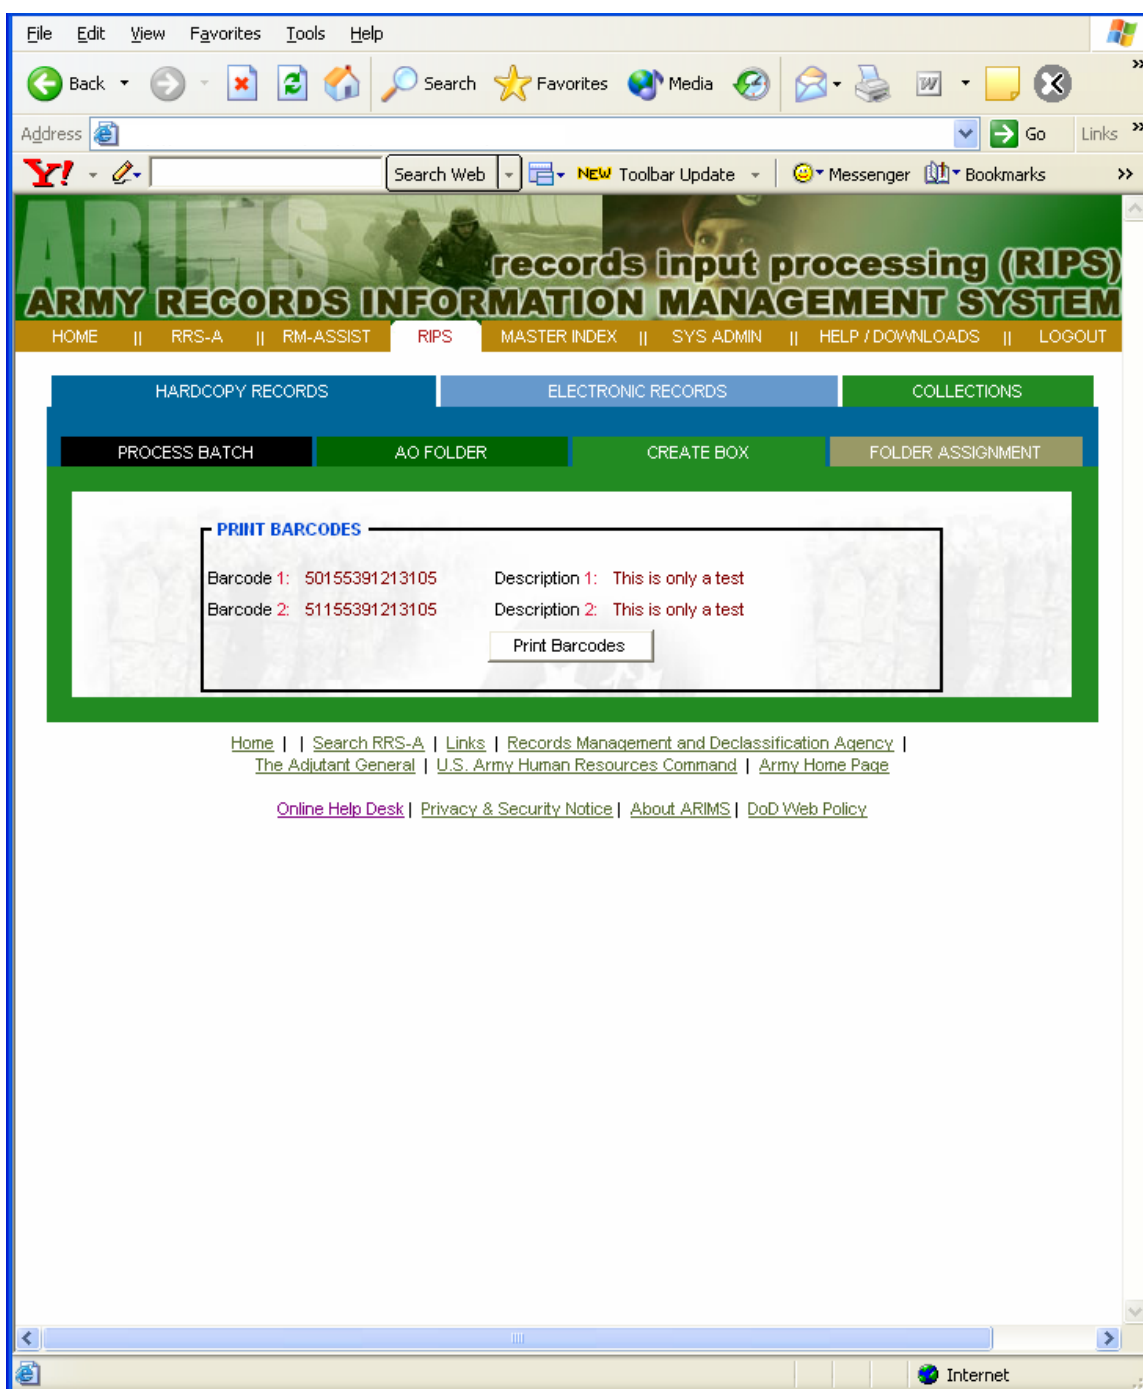 File Edit View Favorites Tools Help
Back Search Favorites Media W »
Address Go Links »
Y! Search Web NEW Toolbar Update Messenger Bookmarks »
ARIMS
records input processing (RIPS)
ARMY RECORDS INFORMATION MANAGEMENT SYSTEM
HOME || RRS-A || RM-ASSIST RIPS MASTER INDEX || SYS ADMIN || HELP / DOWNLOADS || LOGOUT
HARDCOPY RECORDS ELECTRONIC RECORDS COLLECTIONS
PROCESS BATCH AO FOLDER CREATE BOX FOLDER ASSIGNMENT
PRINT BARCODES
Barcode 1: 50155391213105 Description 1: This is only a test
Barcode 2: 51155391213105 Description 2: This is only a test
Print Barcodes
Home | | Search RRS-A | Links | Records Management and Declassification Agency |
The Adjutant General | U.S. Army Human Resources Command | Army Home Page
Online Help Desk | Privacy & Security Notice | About ARIMS | DoD Web Policy
Internet